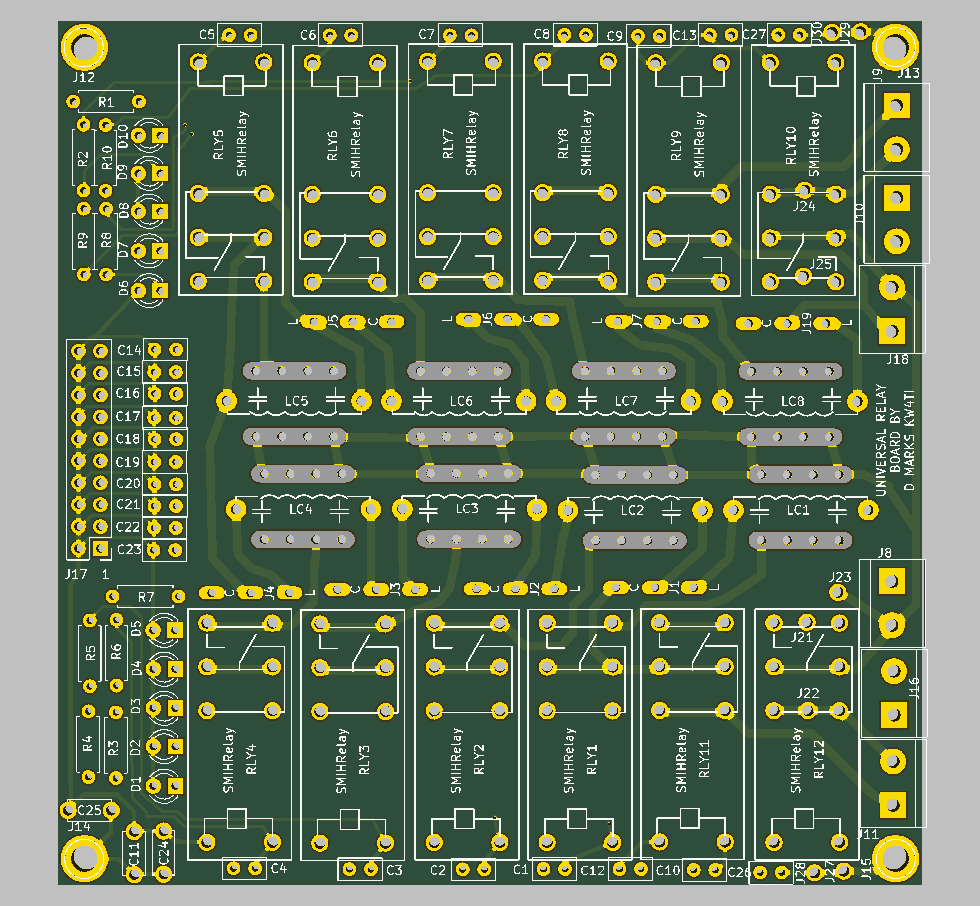 C5 C6 C7 C8 C9 C13 C27 J30 J29
J12 J9 J13
R1
RLY5 SMIHRelay RLY6 SMIHRelay RLY7 SMIHRelay RLY8 SMIHRelay RLY9 SMIHRelay RLY10 SMIHRelay
R2 R10 D10
D9
D8 J24 J10
R9 R8 D7
J25
D6
L J5 C L J6 C L J7 C C J19 L
C14 J18
C15
C16 LC5 LC6 LC7 LC8
UNIVERSAL RELAY
BOARD BY
D MARKS KW4TI
C17
C18
C19
C20
C21 LC4 LC3 LC2 LC1
C22
C23
J17 1 J8
C J4 L C J3 L C J2 L C J1 L J23
R7
D5 J21
R5 R6
D4
D3 J22 J16
R4 R3 D2
SMIHRelay RLY4 SMIHRelay RLY3 SMIHRelay RLY2 SMIHRelay RLY1 SMIHRelay RLY11 SMIHRelay RLY12
D1
C25
J14 J11
C11 C24
C4 C3 C2 C1 C12 C10 C26 J28 J27 J15